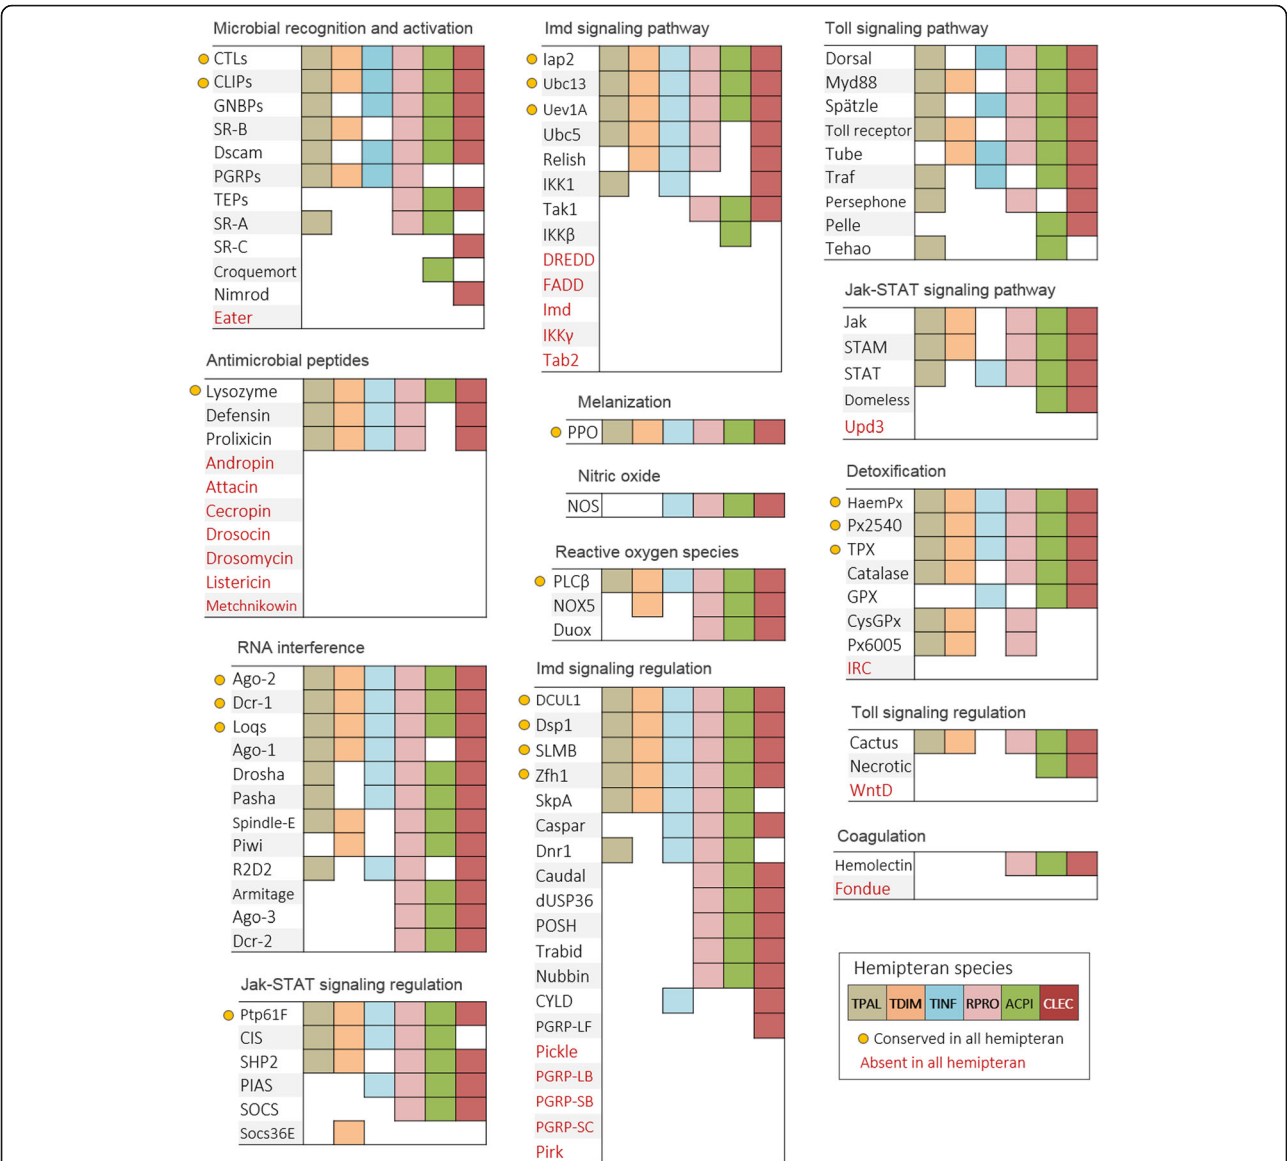 Microbial recognition and activation
CTLs
CLIPs
GNBPs
SR-B
Dscam
PGRPs
TEPs
SR-A
SR-C
Croquemort
Nimrod
Eater
Antimicrobial peptides
Lysozyme
Defensin
Prolixicin
Andropin
Attacin
Cecropin
Drosocin
Drosomycin
Listericin
Metchnikowin
RNA interference
Ago-2
Dcr-1
Loqs
Ago-1
Drosha
Pasha
Spindle-E
Piwi
R2D2
Armitage
Ago-3
Dcr-2
Jak-STAT signaling regulation
Ptp61F
CIS
SHP2
PIAS
SOCS
Socs36E
Imd signaling pathway
Iap2
Ubc13
Uev1A
Ubc5
Relish
IKK1
Tak1
IKKβ
DREDD
FADD
Imd
IKKγ
Tab2
Melanization
PPO
Nitric oxide
NOS
Reactive oxygen species
PLCβ
NOX5
Duox
Imd signaling regulation
DCUL1
Dsp1
SLMB
Zfh1
SkpA
Caspar
Dnr1
Caudal
dUSP36
POSH
Trabid
Nubbin
CYLD
PGRP-LF
Pickle
PGRP-LB
PGRP-SB
PGRP-SC
Pirk
Toll signaling pathway
Dorsal
Myd88
Spätzle
Toll receptor
Tube
Traf
Persephone
Pelle
Tehao
Jak-STAT signaling pathway
Jak
STAM
STAT
Domeless
Upd3
Detoxification
HaemPx
Px2540
TPX
Catalase
GPX
CysGPx
Px6005
IRC
Toll signaling regulation
Cactus
Necrotic
WntD
Coagulation
Hemolectin
Fondue
Hemipteran species
TPAL TDIM TINF RPRO ACPI CLEC
Conserved in all hemipteran
Absent in all hemipteran